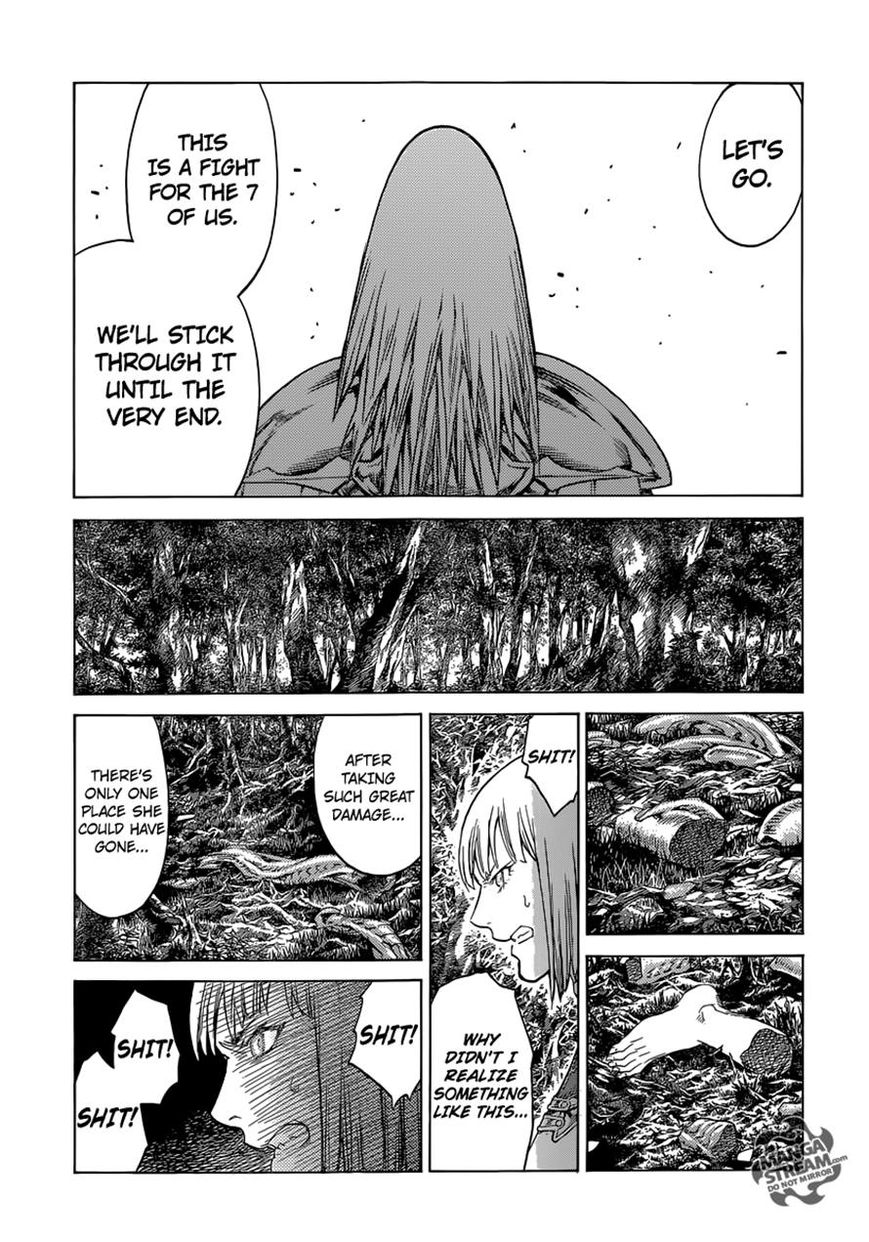 LET'S
GO.
THIS
IS A FIGHT
FOR THE 7
OF US.
WE'LL STICK
THROUGH IT
UNTIL THE
VERY END.
SHIT!
WHY
DIDN'T I
REALIZE
SOMETHING
LIKE THIS...
AFTER
TAKING
SUCH GREAT
DAMAGE...
THERE'S
ONLY ONE
PLACE SHE
COULD HAVE
GONE...
SHIT!
SHIT!
SHIT!
MANGA
STREAM.com
DO NOT MIRROR